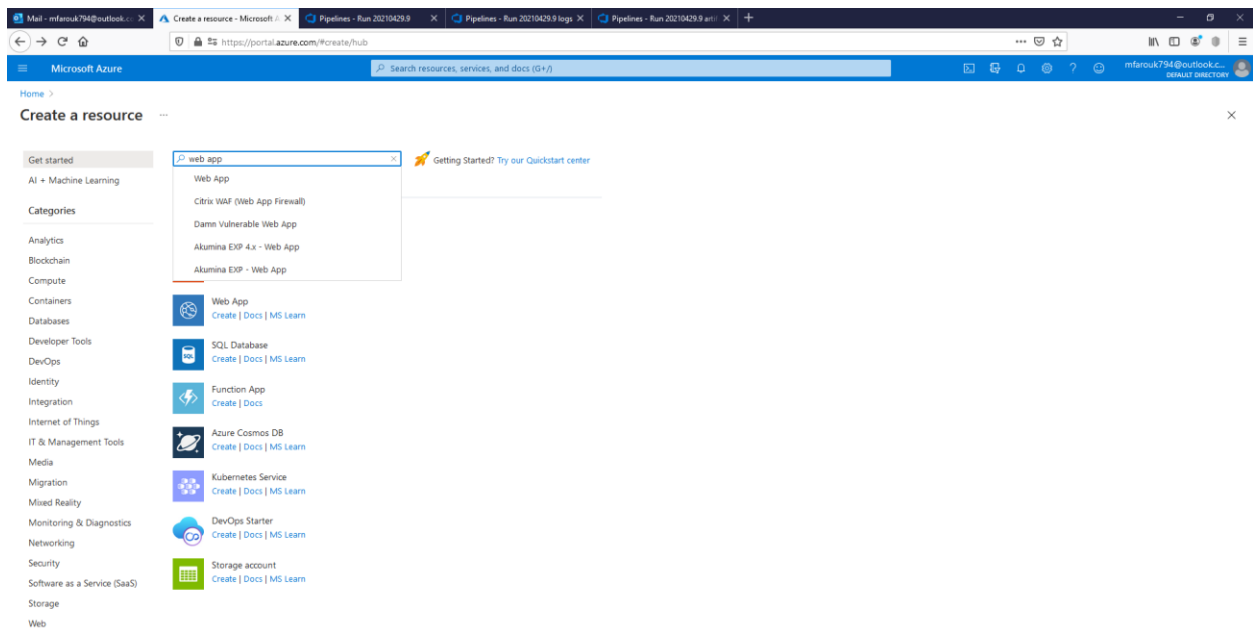 Mail - mfarouk794@outlook.c
Create a resource - Microsoft A
Pipelines - Run 20210429.9
Pipelines - Run 20210429.9 logs
Pipelines - Run 20210429.9 arti
https://portal.azure.com/#create/hub
Microsoft Azure
Search resources, services, and docs (G+/)
mfarouk794@outlook.c...
DEFAULT DIRECTORY
Home >
Create a resource ...
Get started
AI + Machine Learning
Categories
Analytics
Blockchain
Compute
Containers
Databases
Developer Tools
DevOps
Identity
Integration
Internet of Things
IT & Management Tools
Media
Migration
Mixed Reality
Monitoring & Diagnostics
Networking
Security
Software as a Service (SaaS)
Storage
Web
web app
Getting Started? Try our Quickstart center
Web App
Citrix WAF (Web App Firewall)
Damn Vulnerable Web App
Akumina EXP 4.x - Web App
Akumina EXP - Web App
Web App
Create | Docs | MS Learn
SQL
SQL Database
Create | Docs | MS Learn
Function App
Create | Docs
Azure Cosmos DB
Create | Docs | MS Learn
Kubernetes Service
Create | Docs | MS Learn
DevOps Starter
Create | Docs | MS Learn
Storage account
Create | Docs | MS Learn